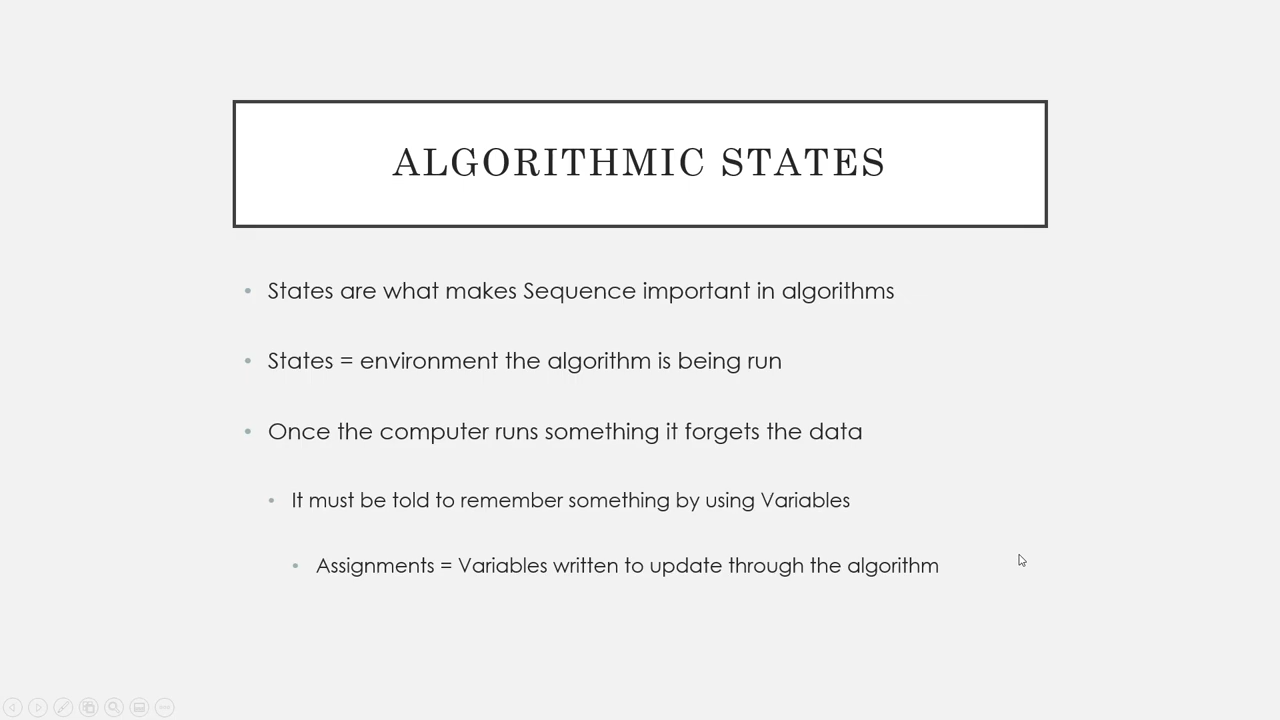 ALGORITHMIC STATES
• States are what makes Sequence important in algorithms
• States = environment the algorithm is being run
• Once the computer runs something it forgets the data
• It must be told to remember something by using Variables
• Assignments = Variables written to update through the algorithm